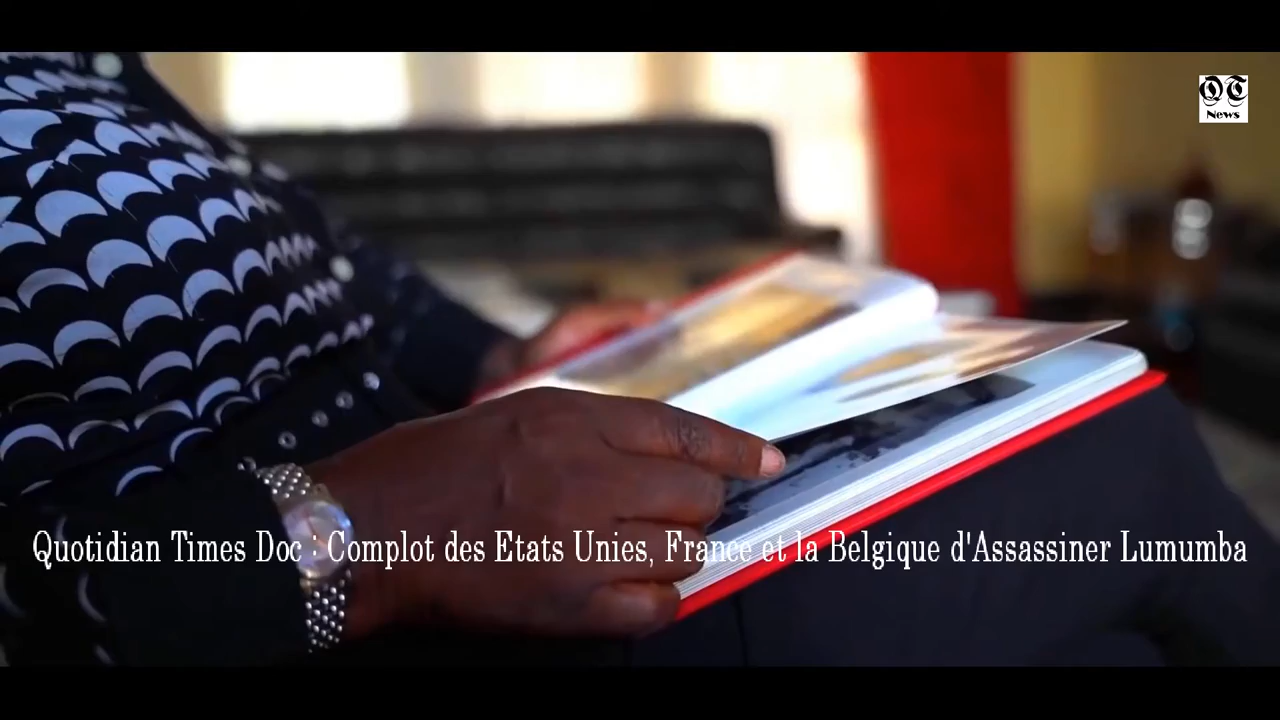 QT
News
Quotidian Times Doc : Complot des Etats Unies, France et la Belgique d'Assassiner Lumumba